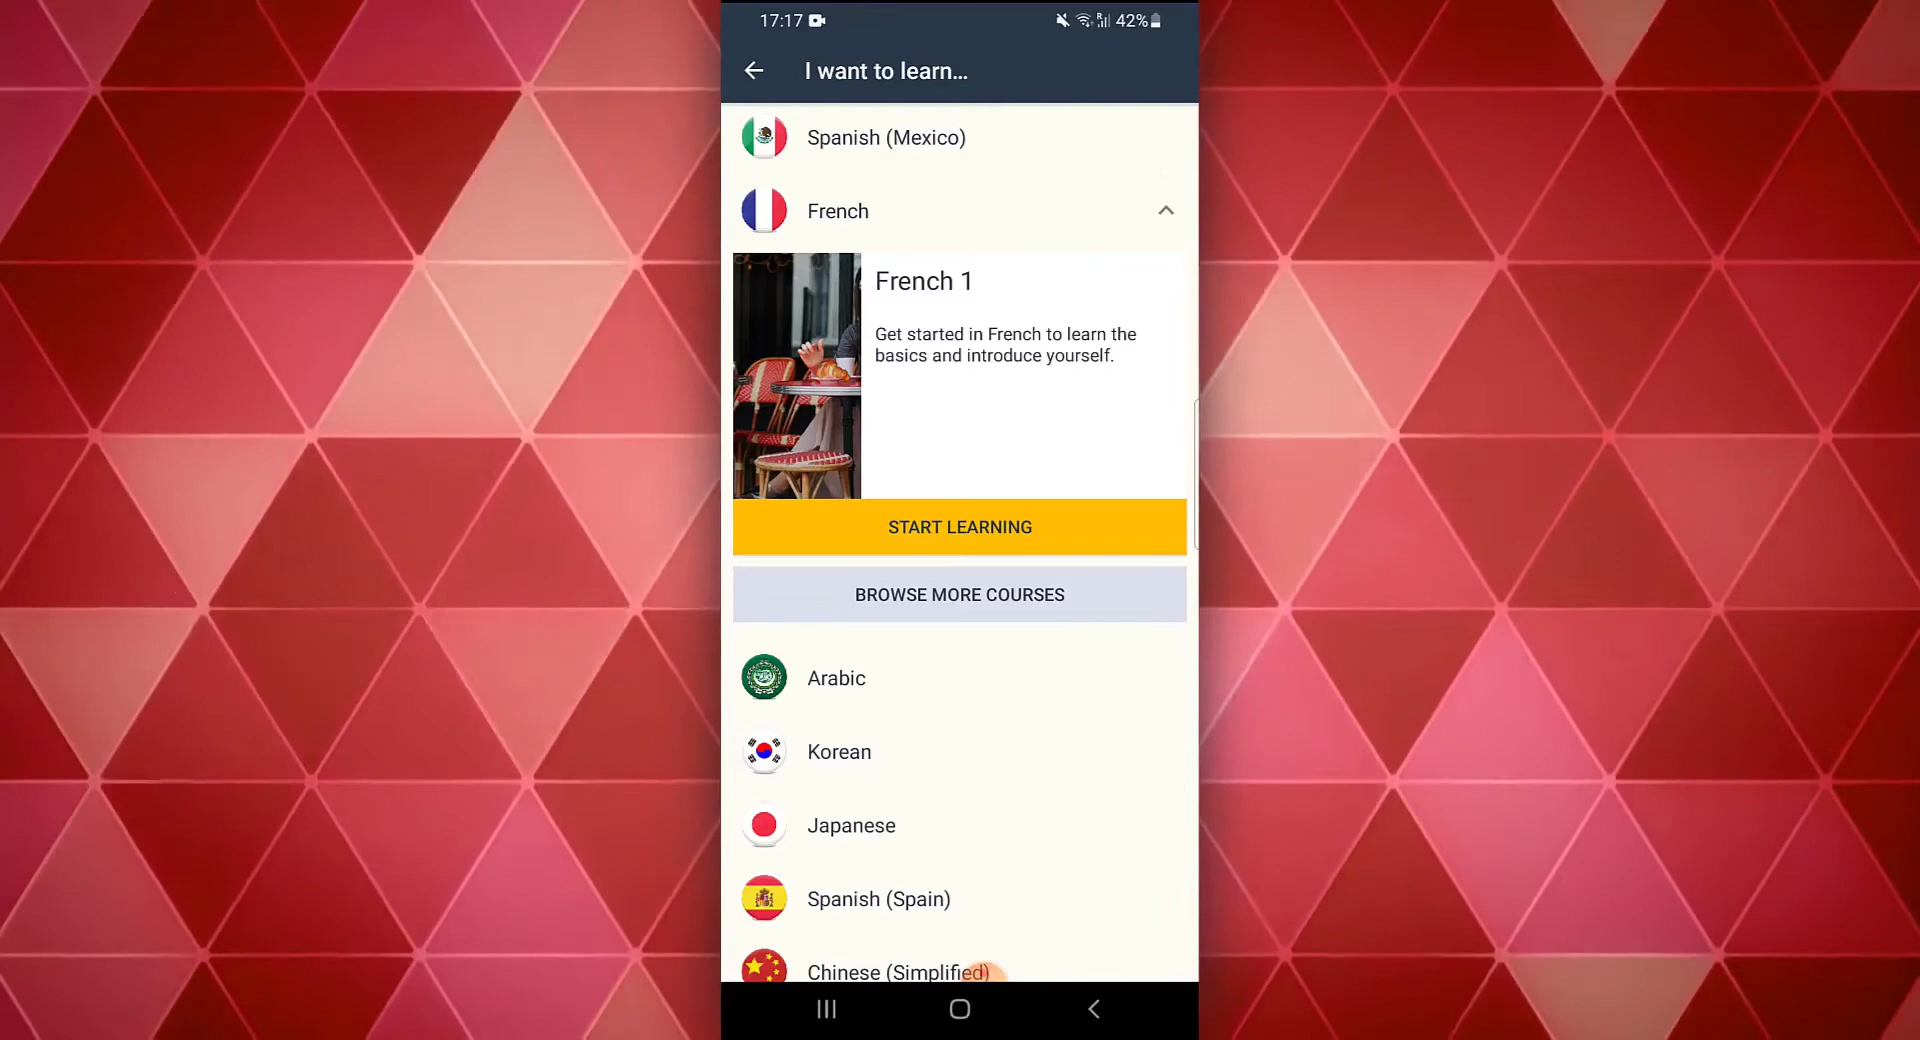 17:17
42%
I want to learn...
Spanish (Mexico)
French
French 1
Get started in French to learn the
basics and introduce yourself.
START LEARNING
BROWSE MORE COURSES
Arabic
Korean
Japanese
Spanish (Spain)
Chinese (Simplified)